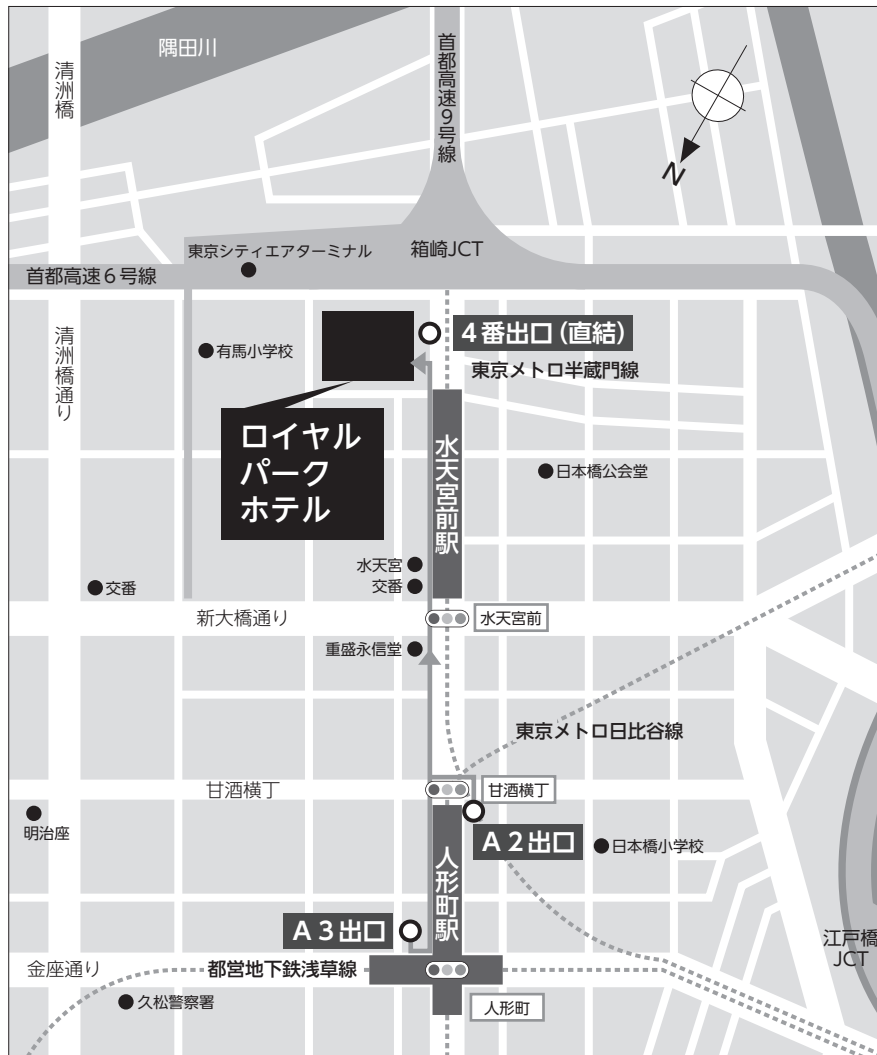 隅田川
清洲橋
首都高速9号線
N
東京シティエアターミナル
箱崎JCT
首都高速6号線
清洲橋通り
有馬小学校
4番出口(直結)
東京メトロ半蔵門線
ロイヤル
パーク
ホテル
水天宮前駅
日本橋公会堂
水天宮
交番
交番
新大橋通り
水天宮前
重盛永信堂
東京メトロ日比谷線
甘酒横丁
甘酒横丁
明治座
A2出口
日本橋小学校
人形町駅
A3出口
江戸橋
JCT
金座通り
都営地下鉄浅草線
久松警察署
人形町